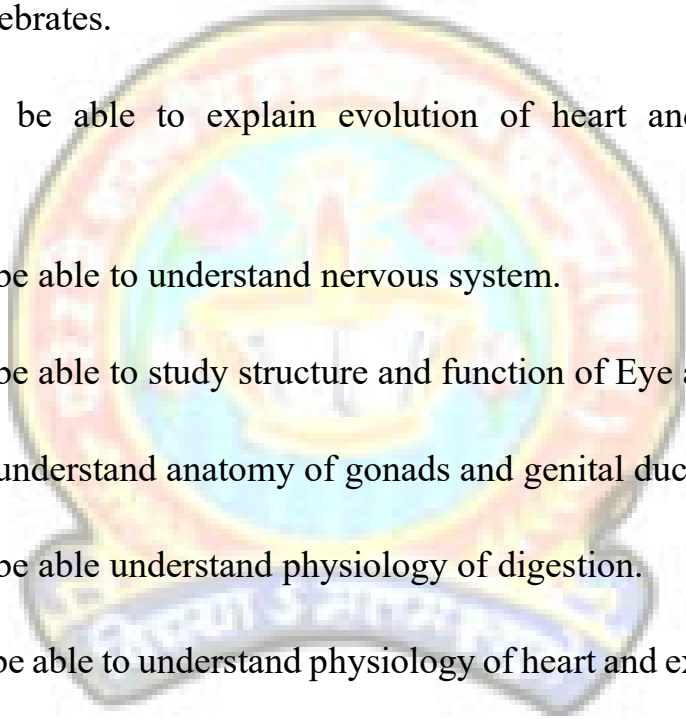 ebrates.
be able to explain evolution of heart and
be able to understand nervous system.
be able to study structure and function of Eye a
understand anatomy of gonads and genital duc
be able understand physiology of digestion.
be able to understand physiology of heart and ex